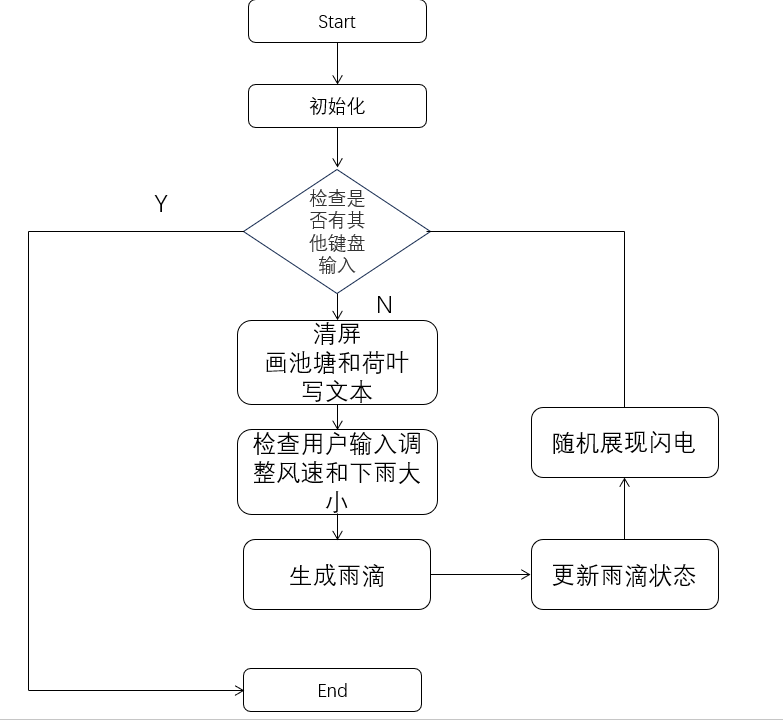 Start
初始化
检查是
否有其
他键盘
输入
Y
N
清屏
画池塘和荷叶
写文本
检查用户输入调
整风速和下雨大
小
随机展现闪电
生成雨滴
更新雨滴状态
End